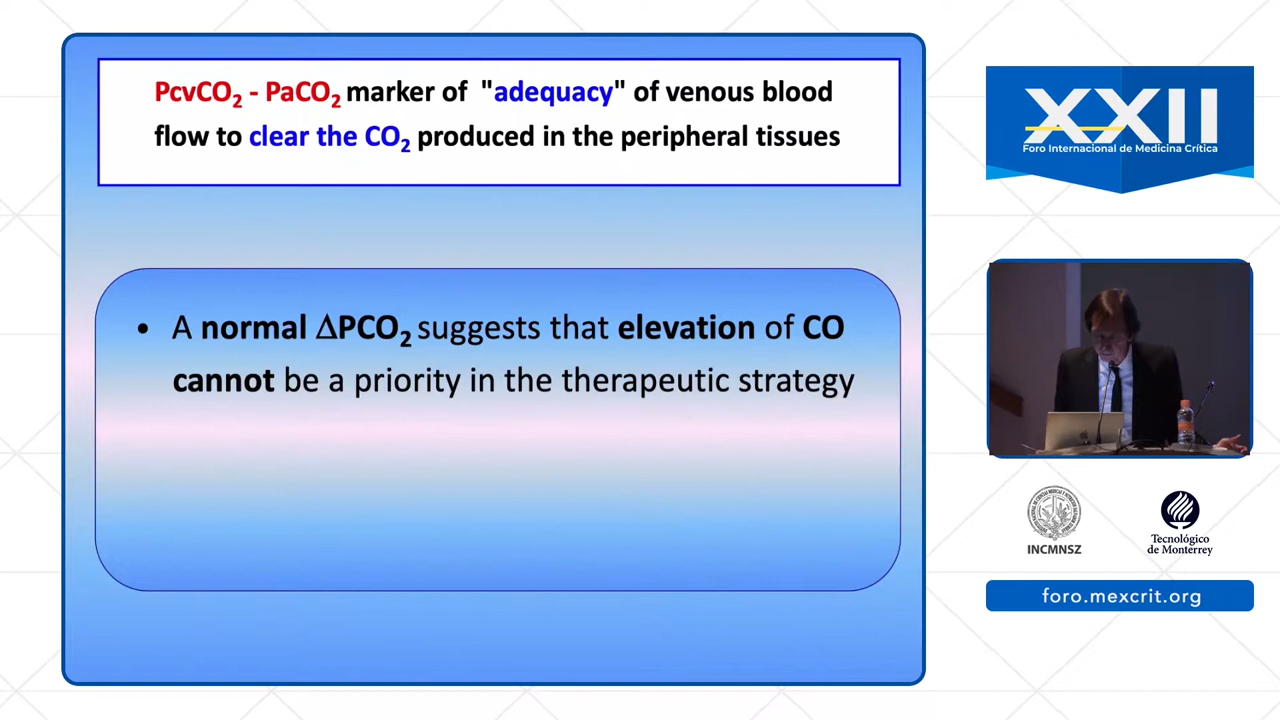 PcvCO₂ - PaCO₂ marker of "adequacy" of venous blood
flow to clear the CO₂ produced in the peripheral tissues
• A normal ΔPCO₂ suggests that elevation of CO
cannot be a priority in the therapeutic strategy
XXII
Foro Internacional de Medicina Crítica
INCMNSZ
Tecnológico
de Monterrey
foro.mexcrit.org